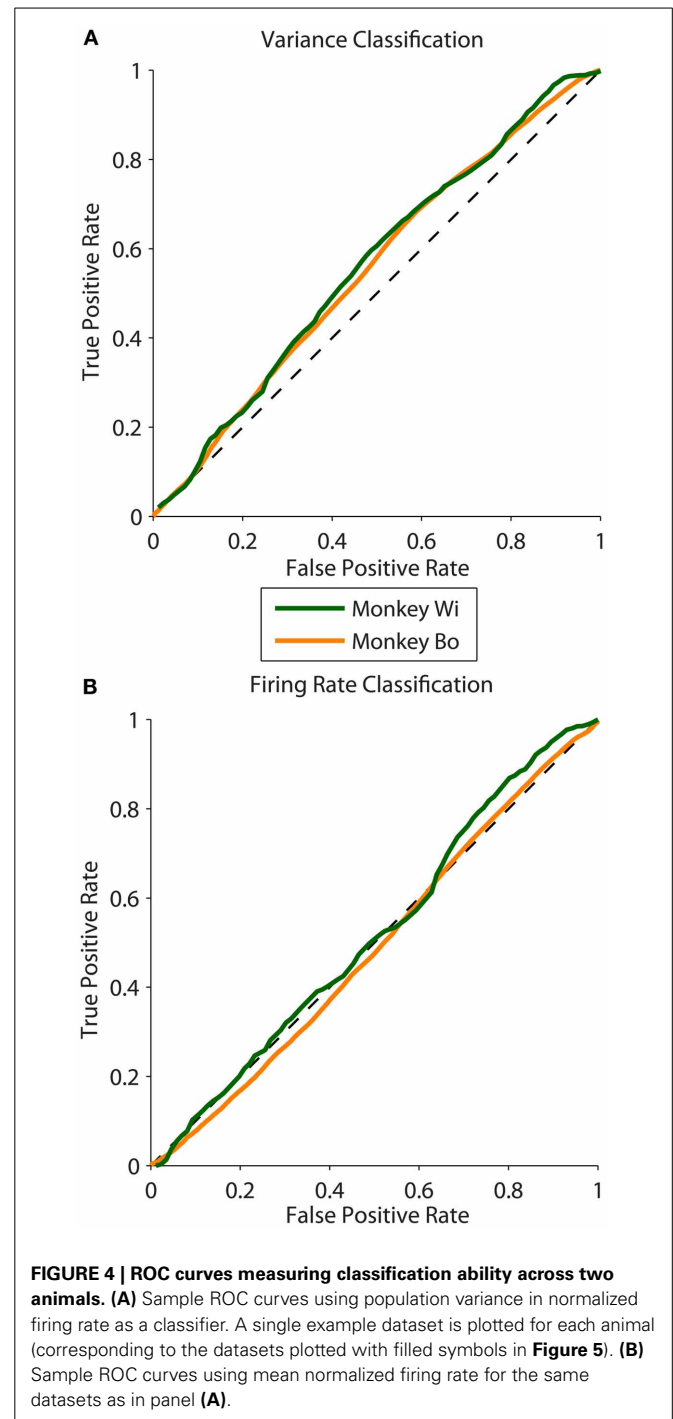 A
Variance Classification
1
0.8
0.6
0.4
0.2
0
True Positive Rate
0 0.2 0.4 0.6 0.8 1
False Positive Rate
Monkey Wi
Monkey Bo
B
Firing Rate Classification
1
0.8
0.6
0.4
0.2
0
True Positive Rate
0 0.2 0.4 0.6 0.8 1
False Positive Rate
FIGURE 4 | ROC curves measuring classification ability across two
animals. (A) Sample ROC curves using population variance in normalized
firing rate as a classifier. A single example dataset is plotted for each animal
(corresponding to the datasets plotted with filled symbols in Figure 5). (B)
Sample ROC curves using mean normalized firing rate for the same
datasets as in panel (A).